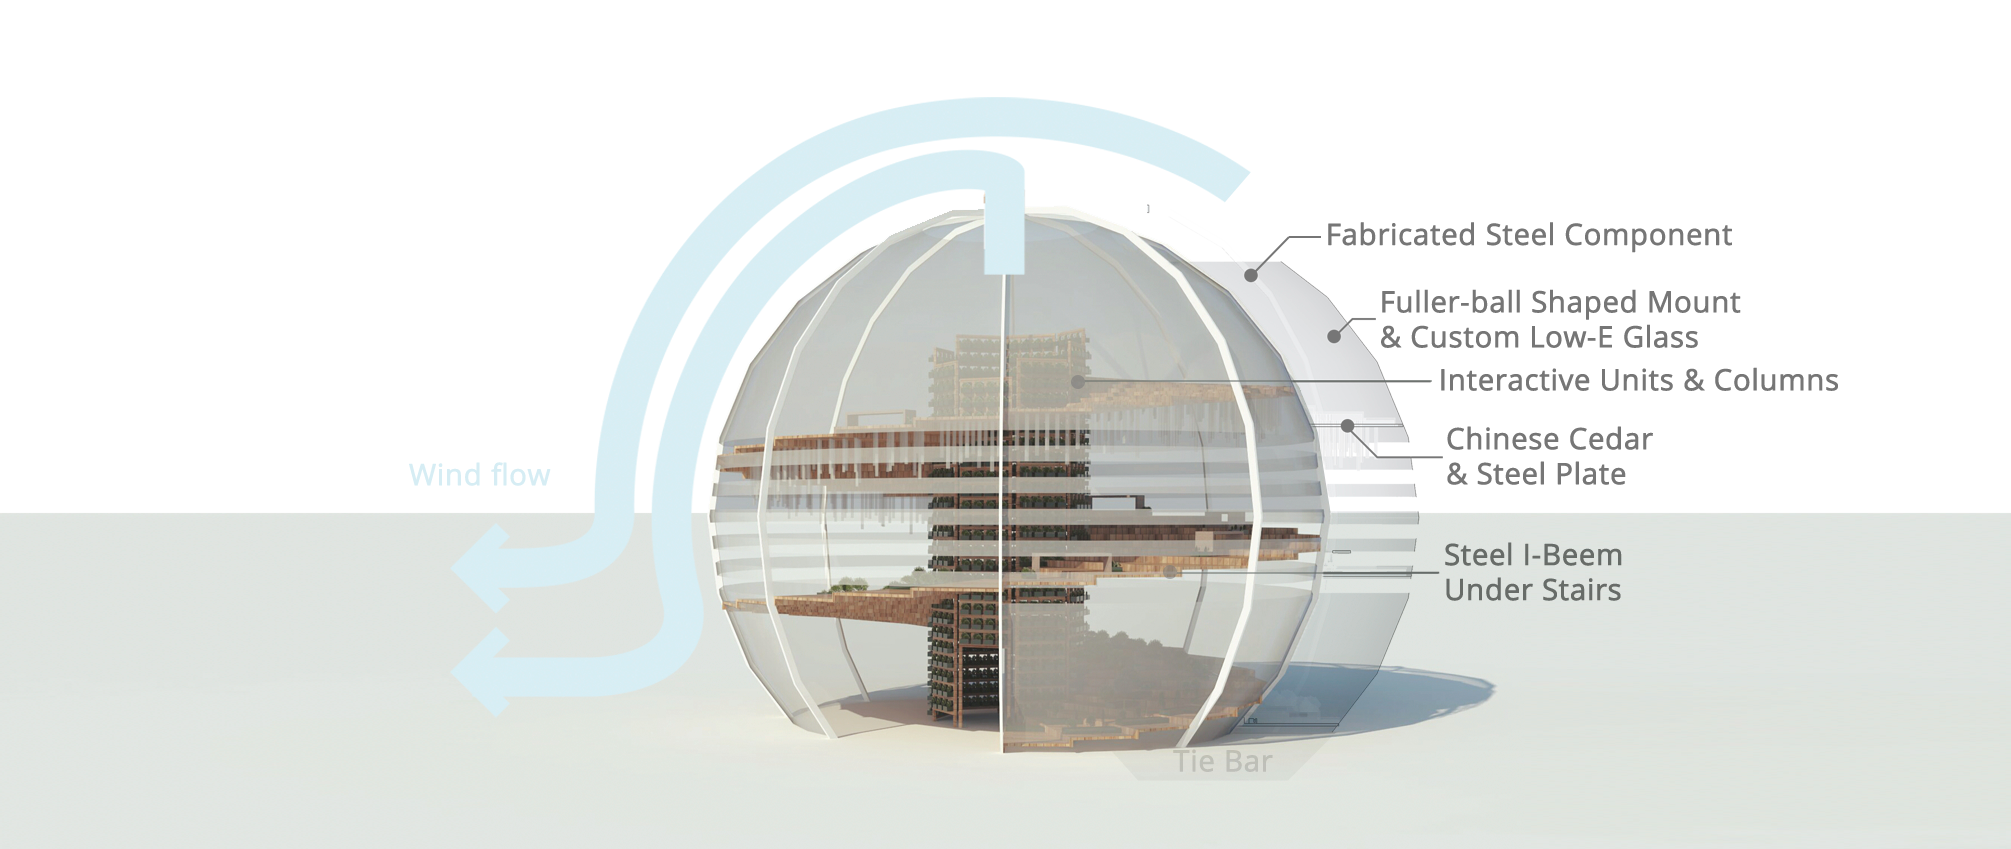 Fabricated Steel Component
Fuller-ball Shaped Mount
& Custom Low-E Glass
Interactive Units & Columns
Chinese Cedar
& Steel Plate
Wind flow
Steel I-Beem
Under Stairs
Tie Bar